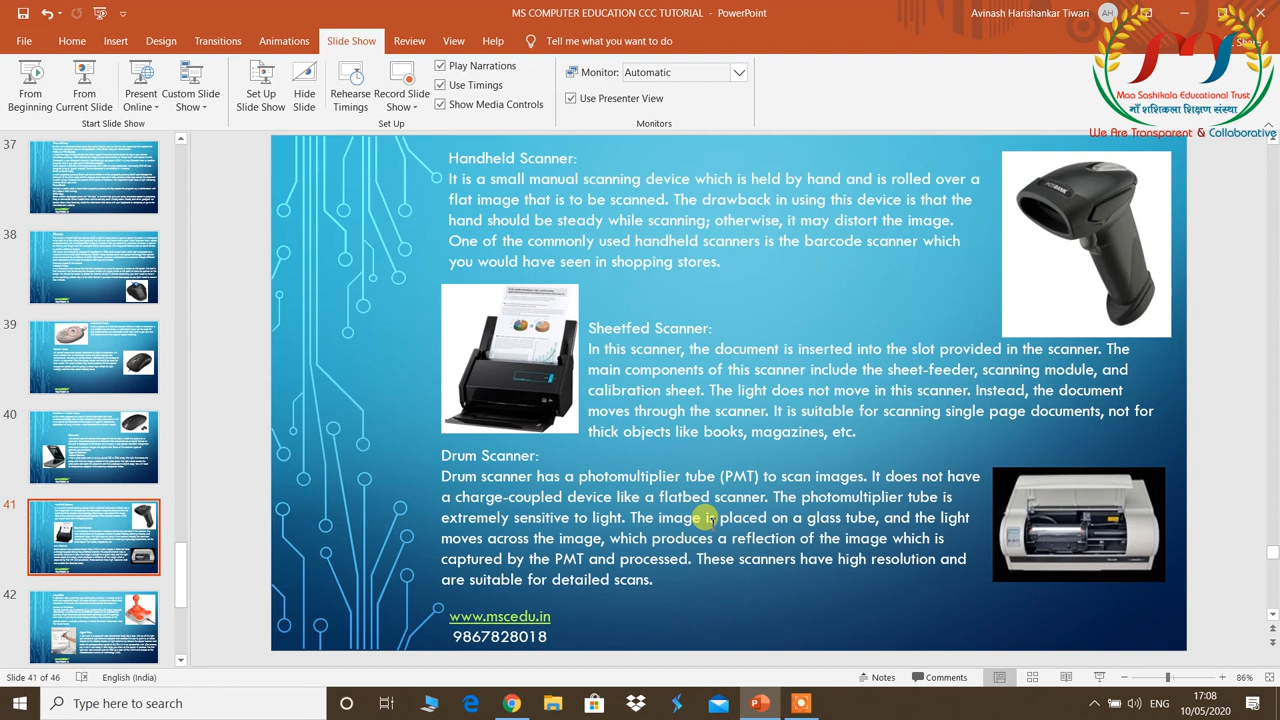 MS COMPUTER EDUCATION CCC TUTORIAL - PowerPoint
Avinash Harishankar Tiwari
AH
File
Home
Insert
Design
Transitions
Animations
Slide Show
Review
View
Help
Tell me what you want to do
Share
From Beginning
From Current Slide
Present Online
Custom Slide Show
Start Slide Show
Set Up Slide Show
Hide Slide
Rehearse Timings
Record Slide Show
Play Narrations
Use Timings
Show Media Controls
Set Up
Monitor:
Automatic
Use Presenter View
Monitors
Maa Sashikala Educational Trust
माँ शशिकला शिक्षण संस्था
We Are Transparent & Collaborative
37
38
39
40
41
42
Handheld Scanner:
It is a small manual scanning device which is held by hand and is rolled over a
flat image that is to be scanned. The drawback in using this device is that the
hand should be steady while scanning; otherwise, it may distort the image.
One of the commonly used handheld scanners is the barcode scanner which
you would have seen in shopping stores.
Sheetfed Scanner:
In this scanner, the document is inserted into the slot provided in the scanner. The
main components of this scanner include the sheet-feeder, scanning module, and
calibration sheet. The light does not move in this scanner. Instead, the document
moves through the scanner. It is suitable for scanning single page documents, not for
thick objects like books, magazines, etc.
Drum Scanner:
Drum scanner has a photomultiplier tube (PMT) to scan images. It does not have
a charge-coupled device like a flatbed scanner. The photomultiplier tube is
extremely sensitive to light. The image is placed on a glass tube, and the light
moves across the image, which produces a reflection of the image which is
captured by the PMT and processed. These scanners have high resolution and
are suitable for detailed scans.
www.mscedu.in
9867828018
Slide 41 of 46
English (India)
Notes
Comments
86%
Type here to search
ENG
17:08
10/05/2020